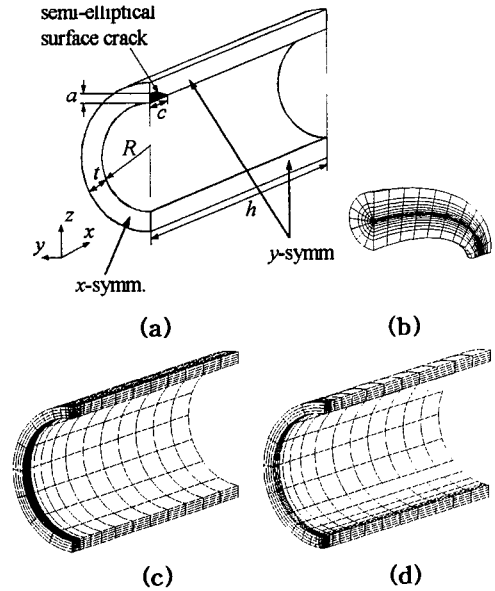 semi-elliptical
surface crack
a
c
R
t
h
z
x
y
y-symm
x-symm.
(a)
(b)
(c)
(d)